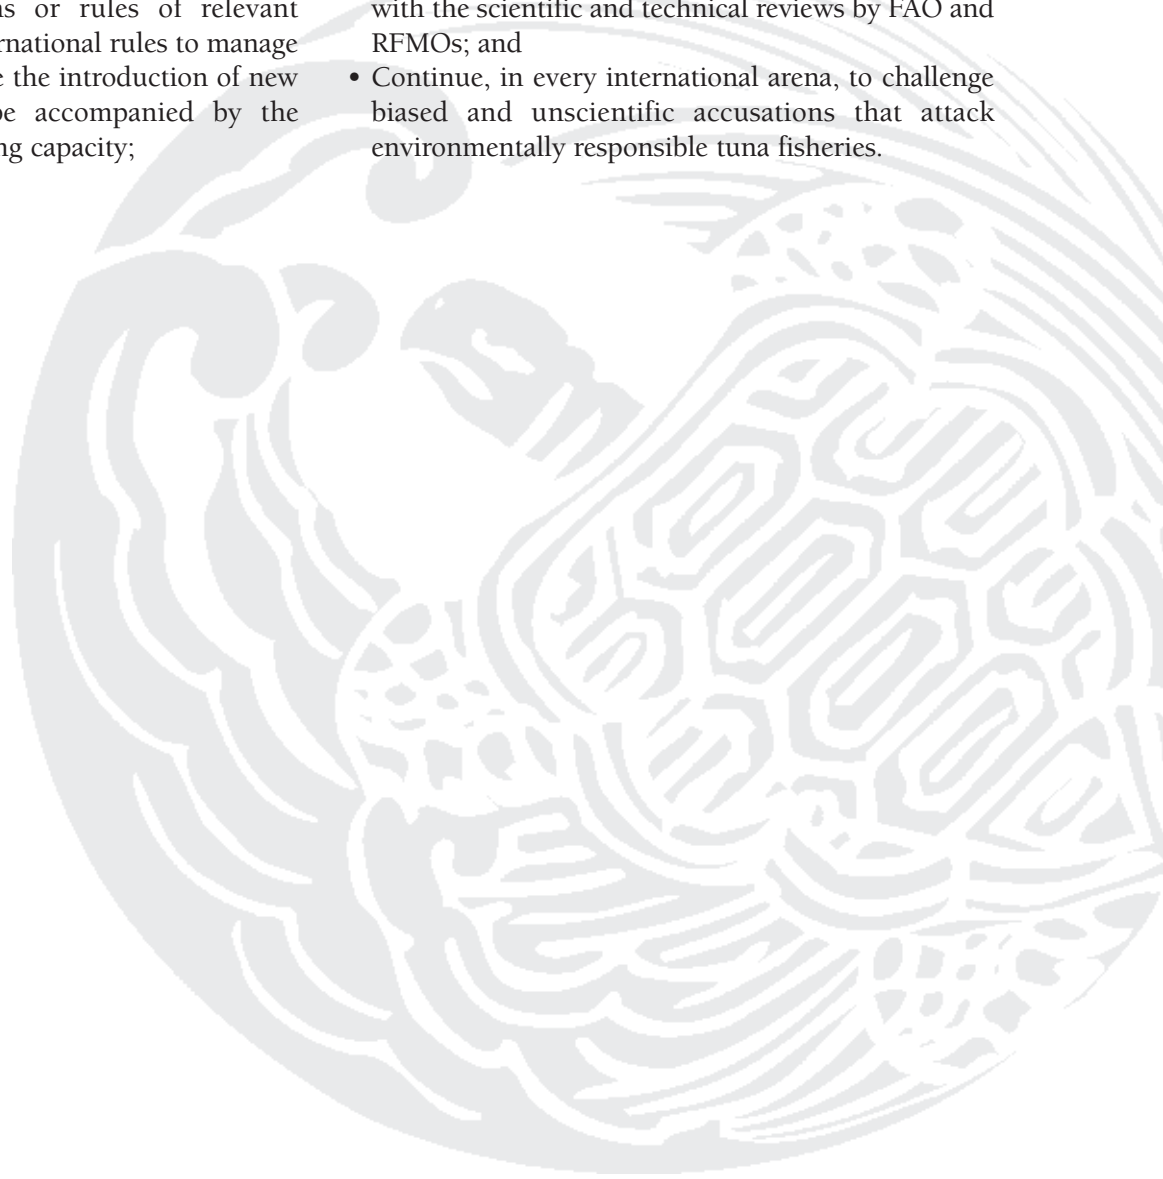 s or rules of relevant
rnational rules to manage
e the introduction of new
be accompanied by the
ng capacity;
with the scientific and technical reviews by FAO and
RFMOs; and
• Continue, in every international arena, to challenge
biased and unscientific accusations that attack
environmentally responsible tuna fisheries.